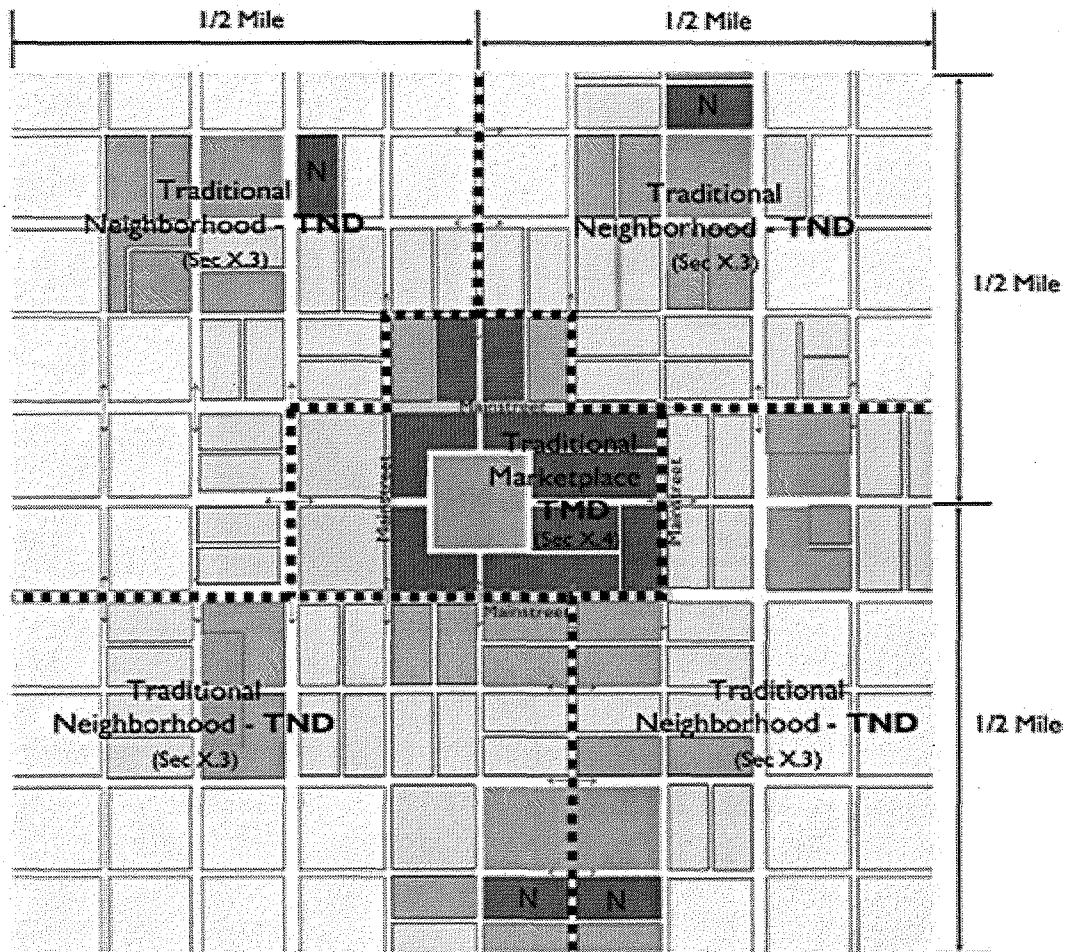 1/2 Mile
1/2 Mile
N
N
Traditional
Neighborhood - TND
(Sec X.3)
Traditional
Neighborhood - TND
(Sec X.3)
1/2 Mile
Mainstreet
Traditional
Marketplace
TMD
(Sec X.4)
Mainstreet
Mainstreet
Mainstreet
Traditional
Neighborhood - TND
(Sec X.3)
Traditional
Neighborhood - TND
(Sec X.3)
1/2 Mile
N
N